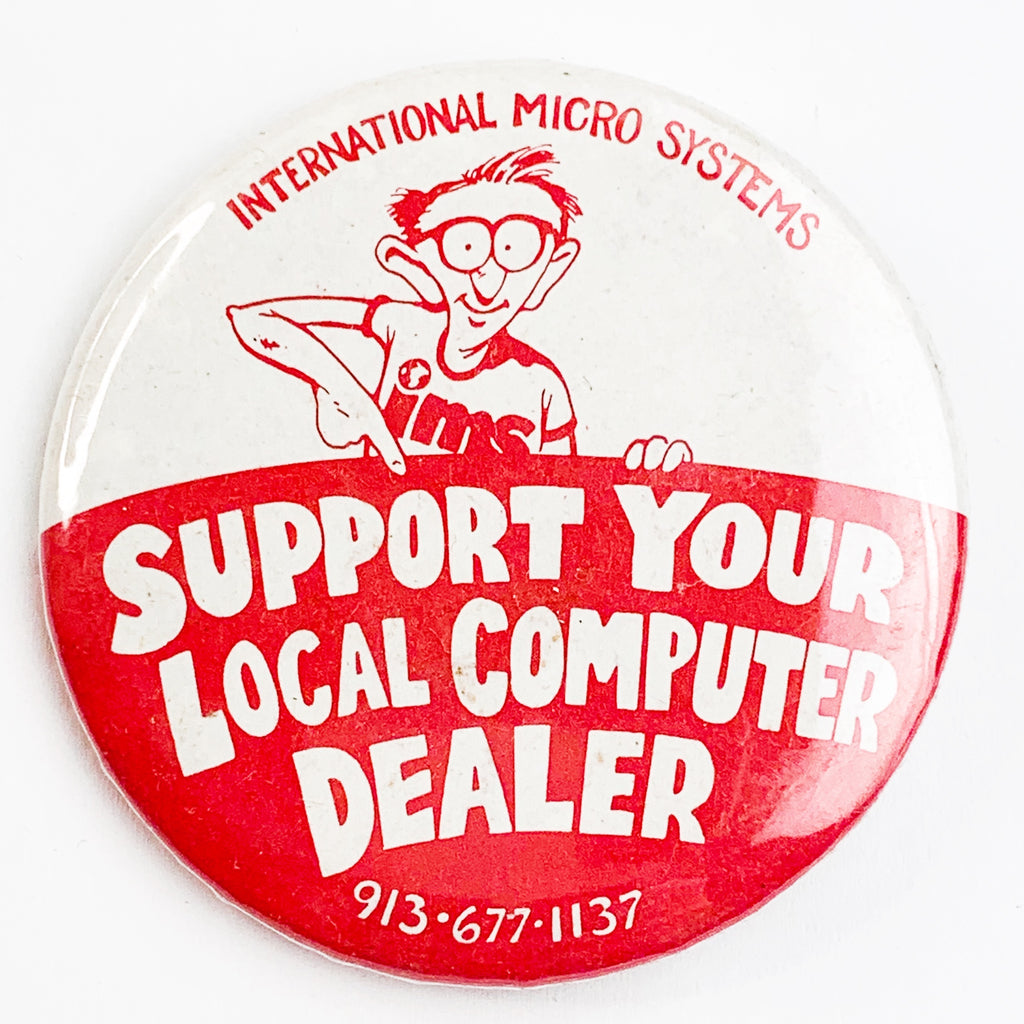 INTERNATIONAL MICRO SYSTEMS
ims
SUPPORT YOUR
LOCAL COMPUTER
DEALER
913·677·1137